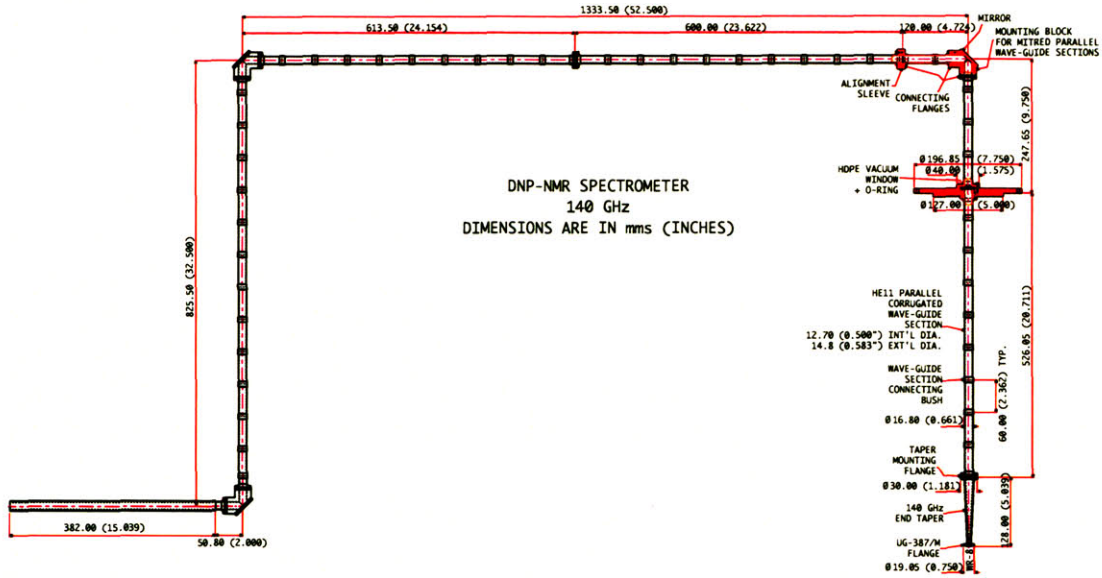 1333.50 (52.500)
613.50 (24.154)
600.00 (23.622)
120.00 (4.724)
MIRROR
MOUNTING BLOCK
FOR MITRED PARALLEL
WAVE-GUIDE SECTIONS
ALIGNMENT
SLEEVE
CONNECTING
FLANGES
247.65 (9.750)
HDPE VACUUM
WINDOW
+ O-RING
Ø196.85 (7.750)
Ø40.00 (1.575)
Ø127.00 (5.000)
DNP-NMR SPECTROMETER
140 GHz
DIMENSIONS ARE IN mms (INCHES)
825.50 (32.500)
HE11 PARALLEL
CORRUGATED
WAVE-GUIDE
SECTION
12.70 (0.500") INT'L DIA.
14.8 (0.583") EXT'L DIA.
526.05 (20.711)
WAVE-GUIDE
SECTION
CONNECTING
BUSH
60.00 (2.362) TYP.
Ø16.80 (0.661)
TAPER
MOUNTING
FLANGE
Ø30.00 (1.181)
140 GHz
END TAPER
128.00 (5.039)
UG-387/M
FLANGE
WR-8
Ø19.05 (0.750)
382.00 (15.039)
50.80 (2.000)